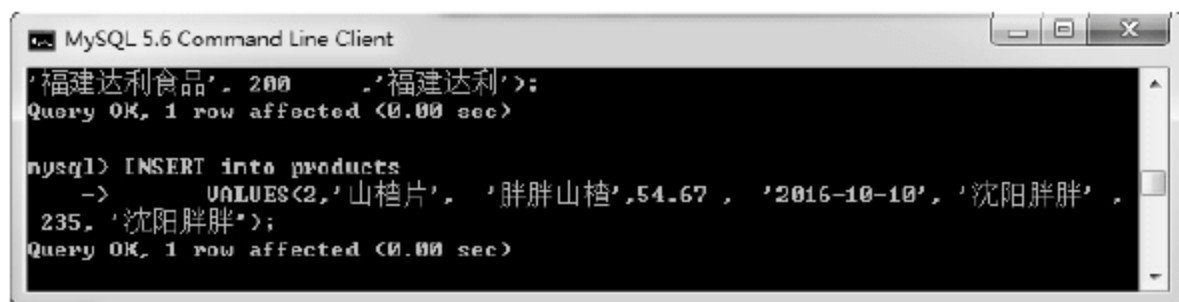 MySQL 5.6 Command Line Client
'福建达利食品', 200     ,'福建达利');
Query OK, 1 row affected (0.00 sec)
mysql> INSERT into products
    ->       VALUES(2,'山楂片',  '胖胖山楂',54.67 ,  '2016-10-10', '沈阳胖胖' ,
 235, '沈阳胖胖');
Query OK, 1 row affected (0.00 sec)